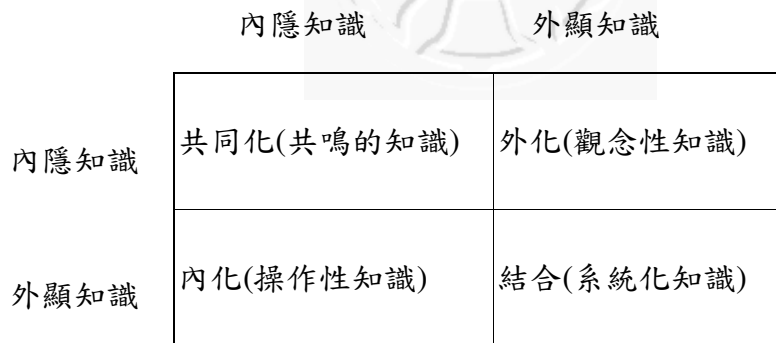 內隱知識 外顯知識
內隱知識 共同化(共鳴的知識) 外化(觀念性知識)
外顯知識 內化(操作性知識) 結合(系統化知識)